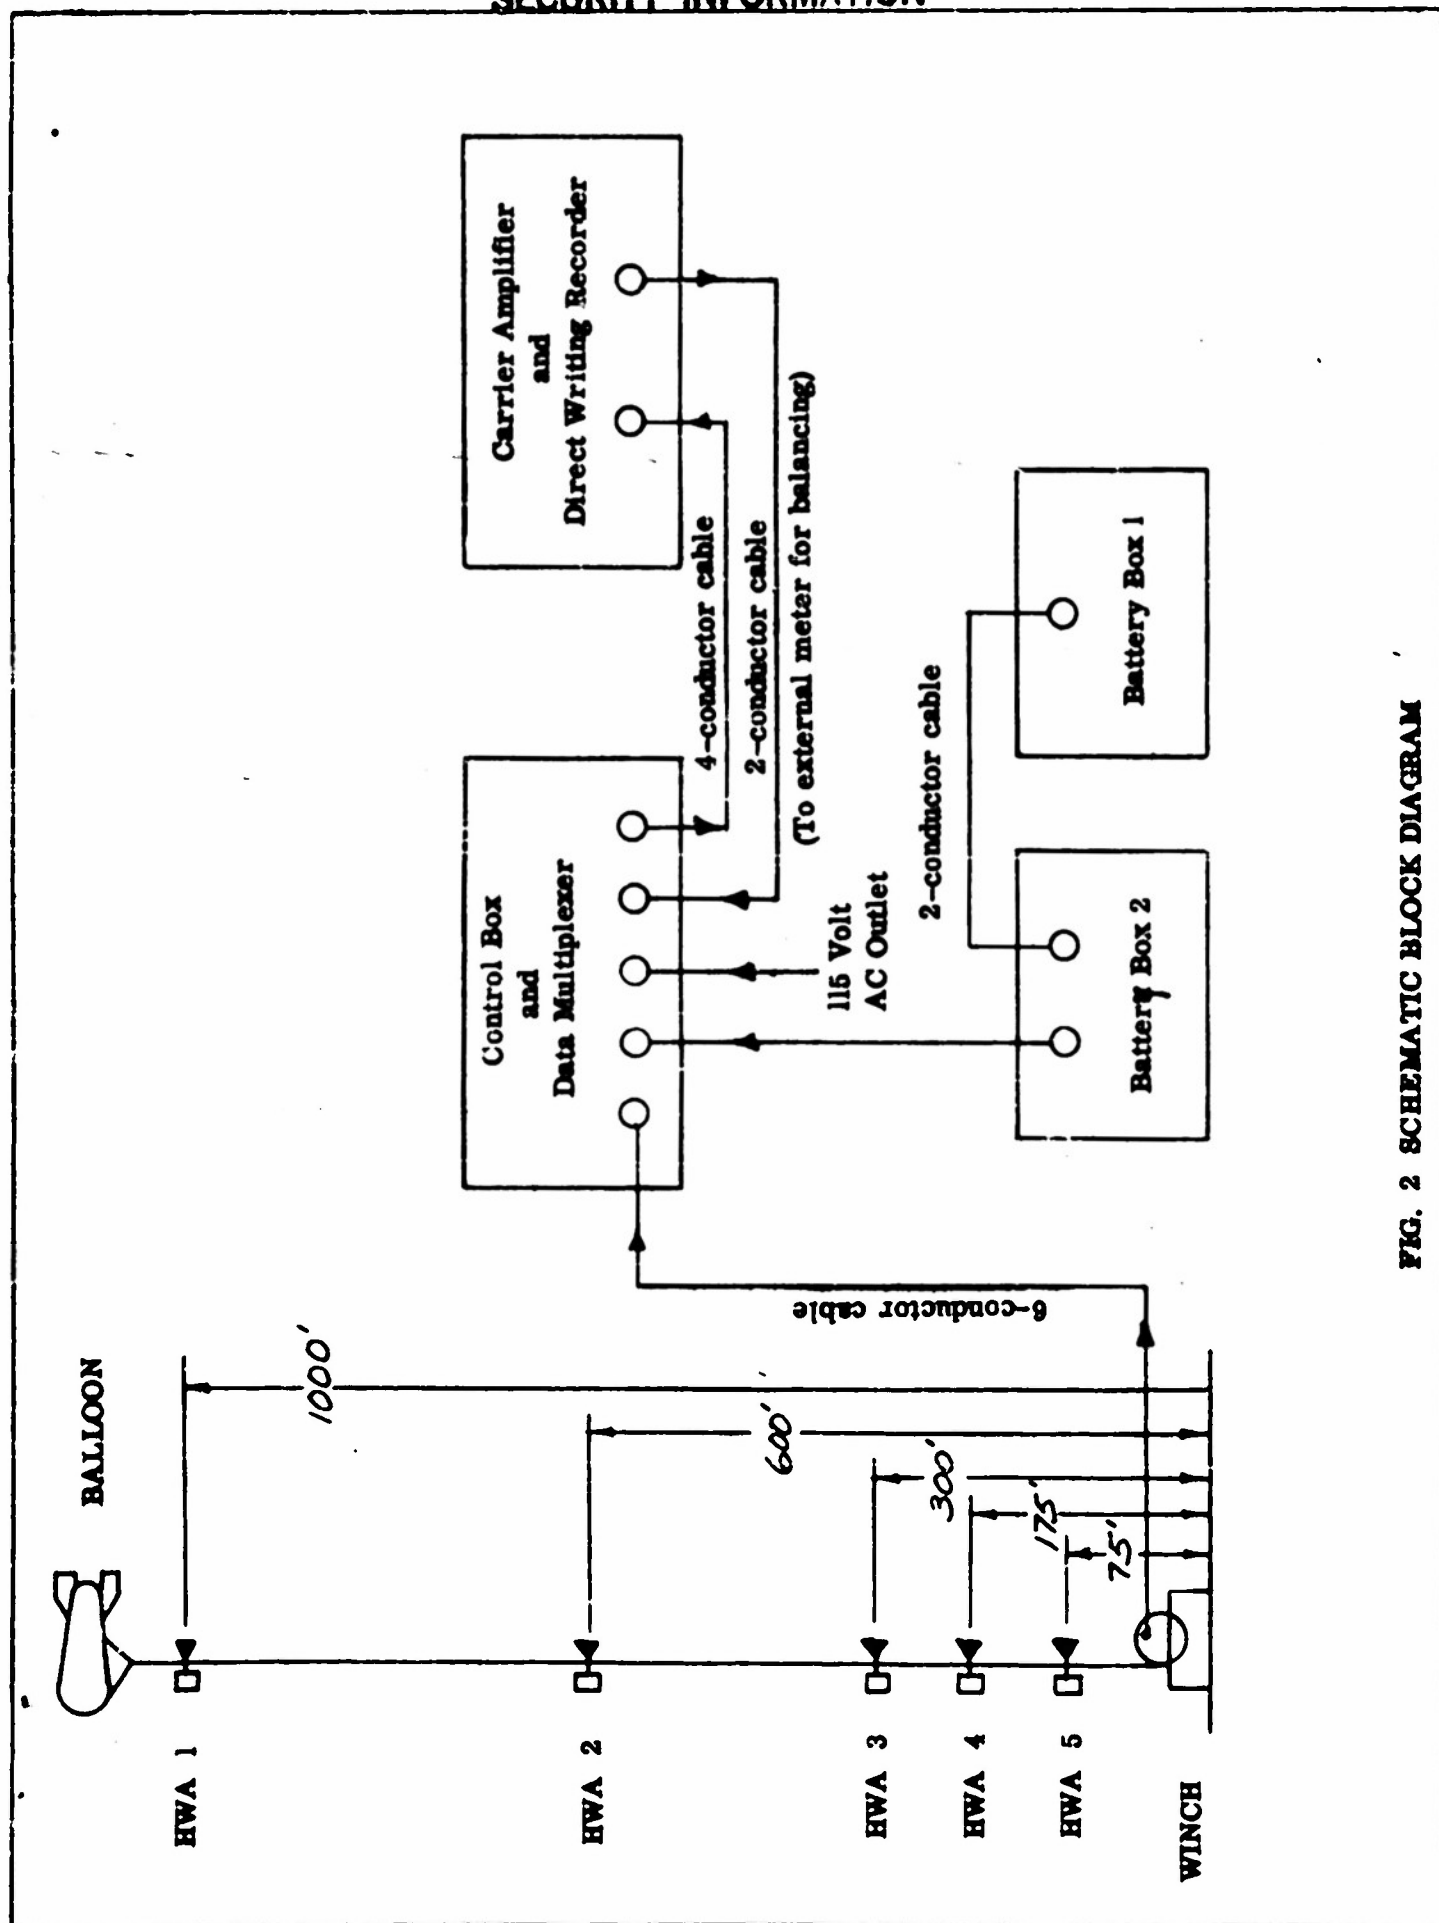 SECURITY INFORMATION
BALLOON
HWA 1
HWA 2
HWA 3
HWA 4
HWA 5
WINCH
1000'
600'
300'
175'
75'
6-conductor cable
Control Box
and
Data Multiplexer
Carrier Amplifier
and
Direct Writing Recorder
4-conductor cable
2-conductor cable
(To external meter for balancing)
115 Volt
AC Outlet
2-conductor cable
Battery Box 2
Battery Box 1
FIG. 2 SCHEMATIC BLOCK DIAGRAM